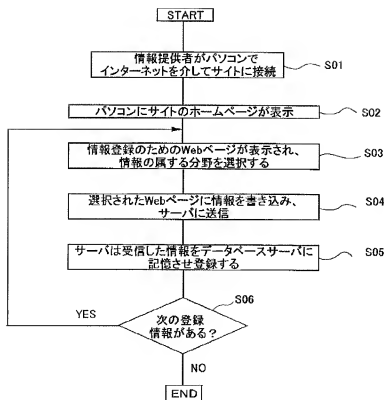 START
情報提供者がパソコンで
インターネットを介してサイトに接続
S01
パソコンにサイトのホームページが表示
S02
情報登録のためのWebページが表示され、
情報の属する分野を選択する
S03
選択されたWebページに情報を書き込み、
サーバに送信
S04
サーバは受信した情報をデータベースサーバに
記憶させ登録する
S05
S06
次の登録
情報がある?
YES
NO
END